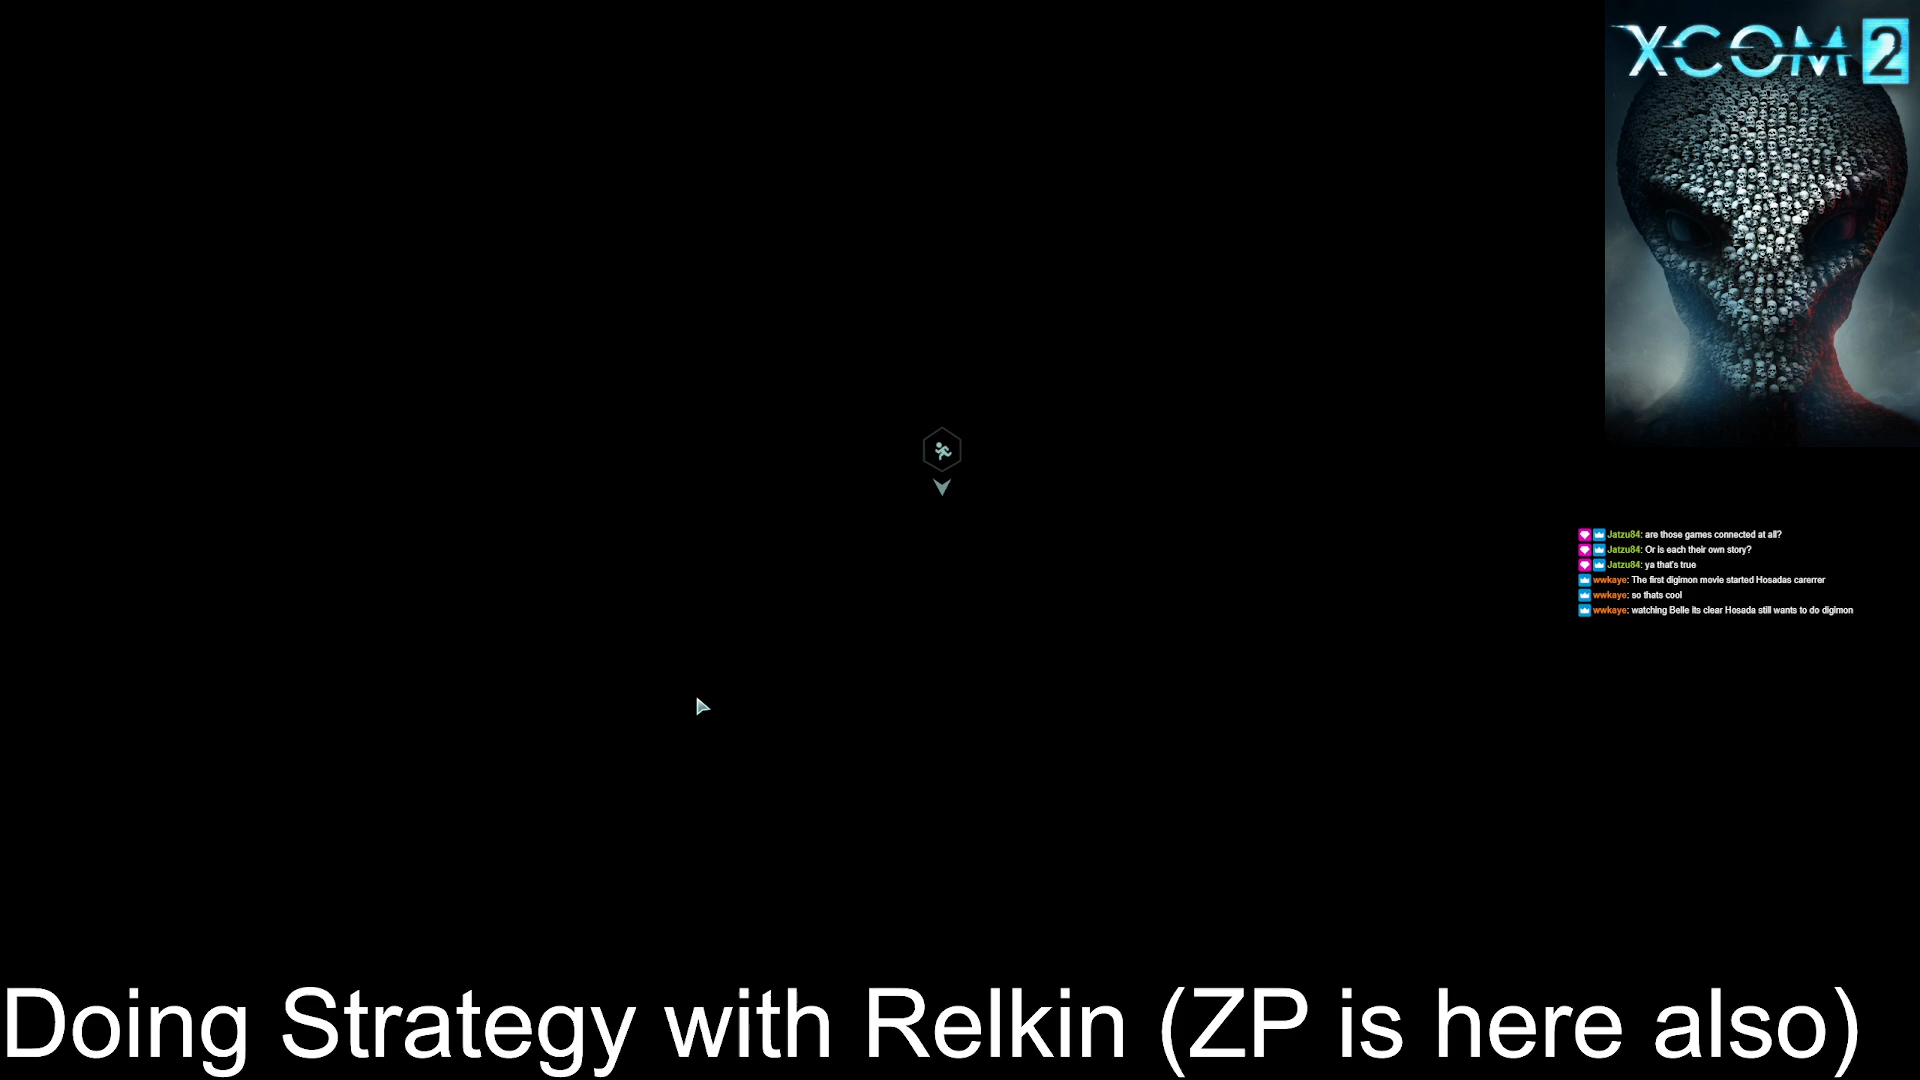 XCOM 2
Jatzu84: are those games connected at all?
Jatzu84: Or is each their own story?
Jatzu84: ya that's true
wwkaye: The first digimon movie started Hosadas carerrer
wwkaye: so thats cool
wwkaye: watching Belle its clear Hosada still wants to do digimon
Doing Strategy with Relkin (ZP is here also)